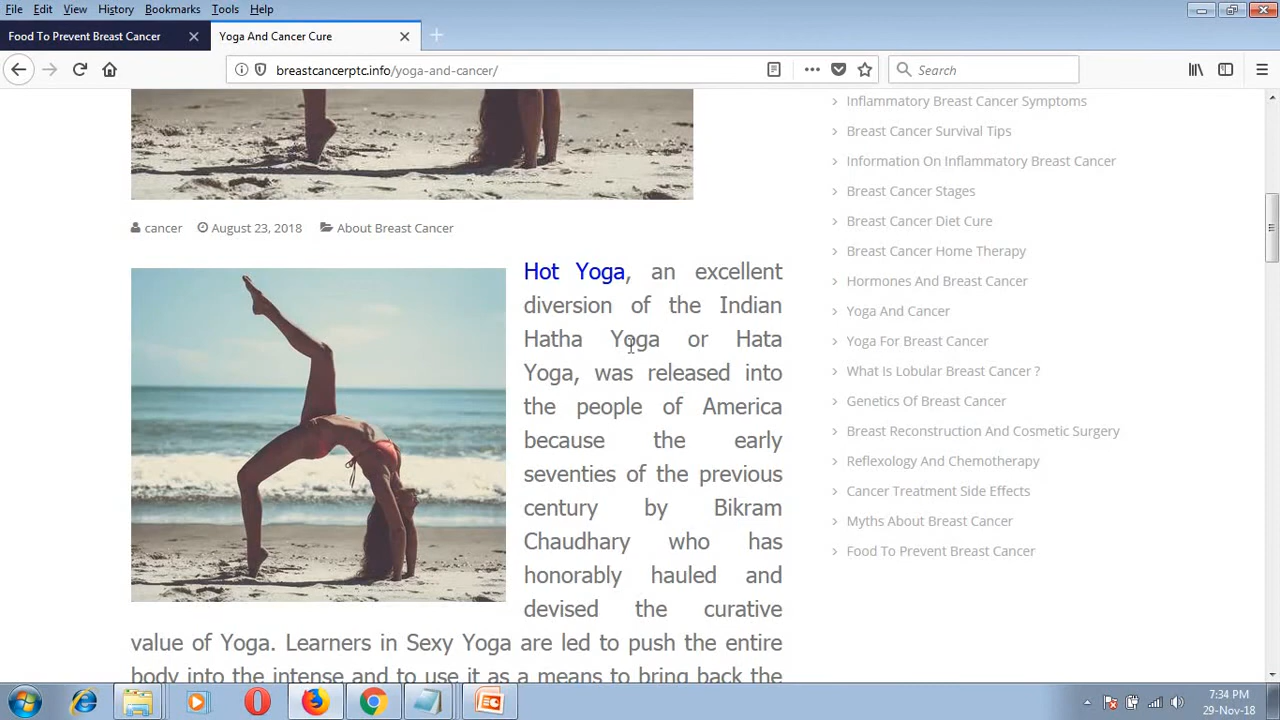 File Edit View History Bookmarks Tools Help
Food To Prevent Breast Cancer
Yoga And Cancer Cure
breastcancerptc.info/yoga-and-cancer/
Search
cancer August 23, 2018 About Breast Cancer
Hot Yoga, an excellent
diversion of the Indian
Hatha Yoga or Hata
Yoga, was released into
the people of America
because the early
seventies of the previous
century by Bikram
Chaudhary who has
honorably hauled and
devised the curative
value of Yoga. Learners in Sexy Yoga are led to push the entire
body into the intense and to use it as a means to bring back the
Inflammatory Breast Cancer Symptoms
Breast Cancer Survival Tips
Information On Inflammatory Breast Cancer
Breast Cancer Stages
Breast Cancer Diet Cure
Breast Cancer Home Therapy
Hormones And Breast Cancer
Yoga And Cancer
Yoga For Breast Cancer
What Is Lobular Breast Cancer ?
Genetics Of Breast Cancer
Breast Reconstruction And Cosmetic Surgery
Reflexology And Chemotherapy
Cancer Treatment Side Effects
Myths About Breast Cancer
Food To Prevent Breast Cancer
7:34 PM
29-Nov-18